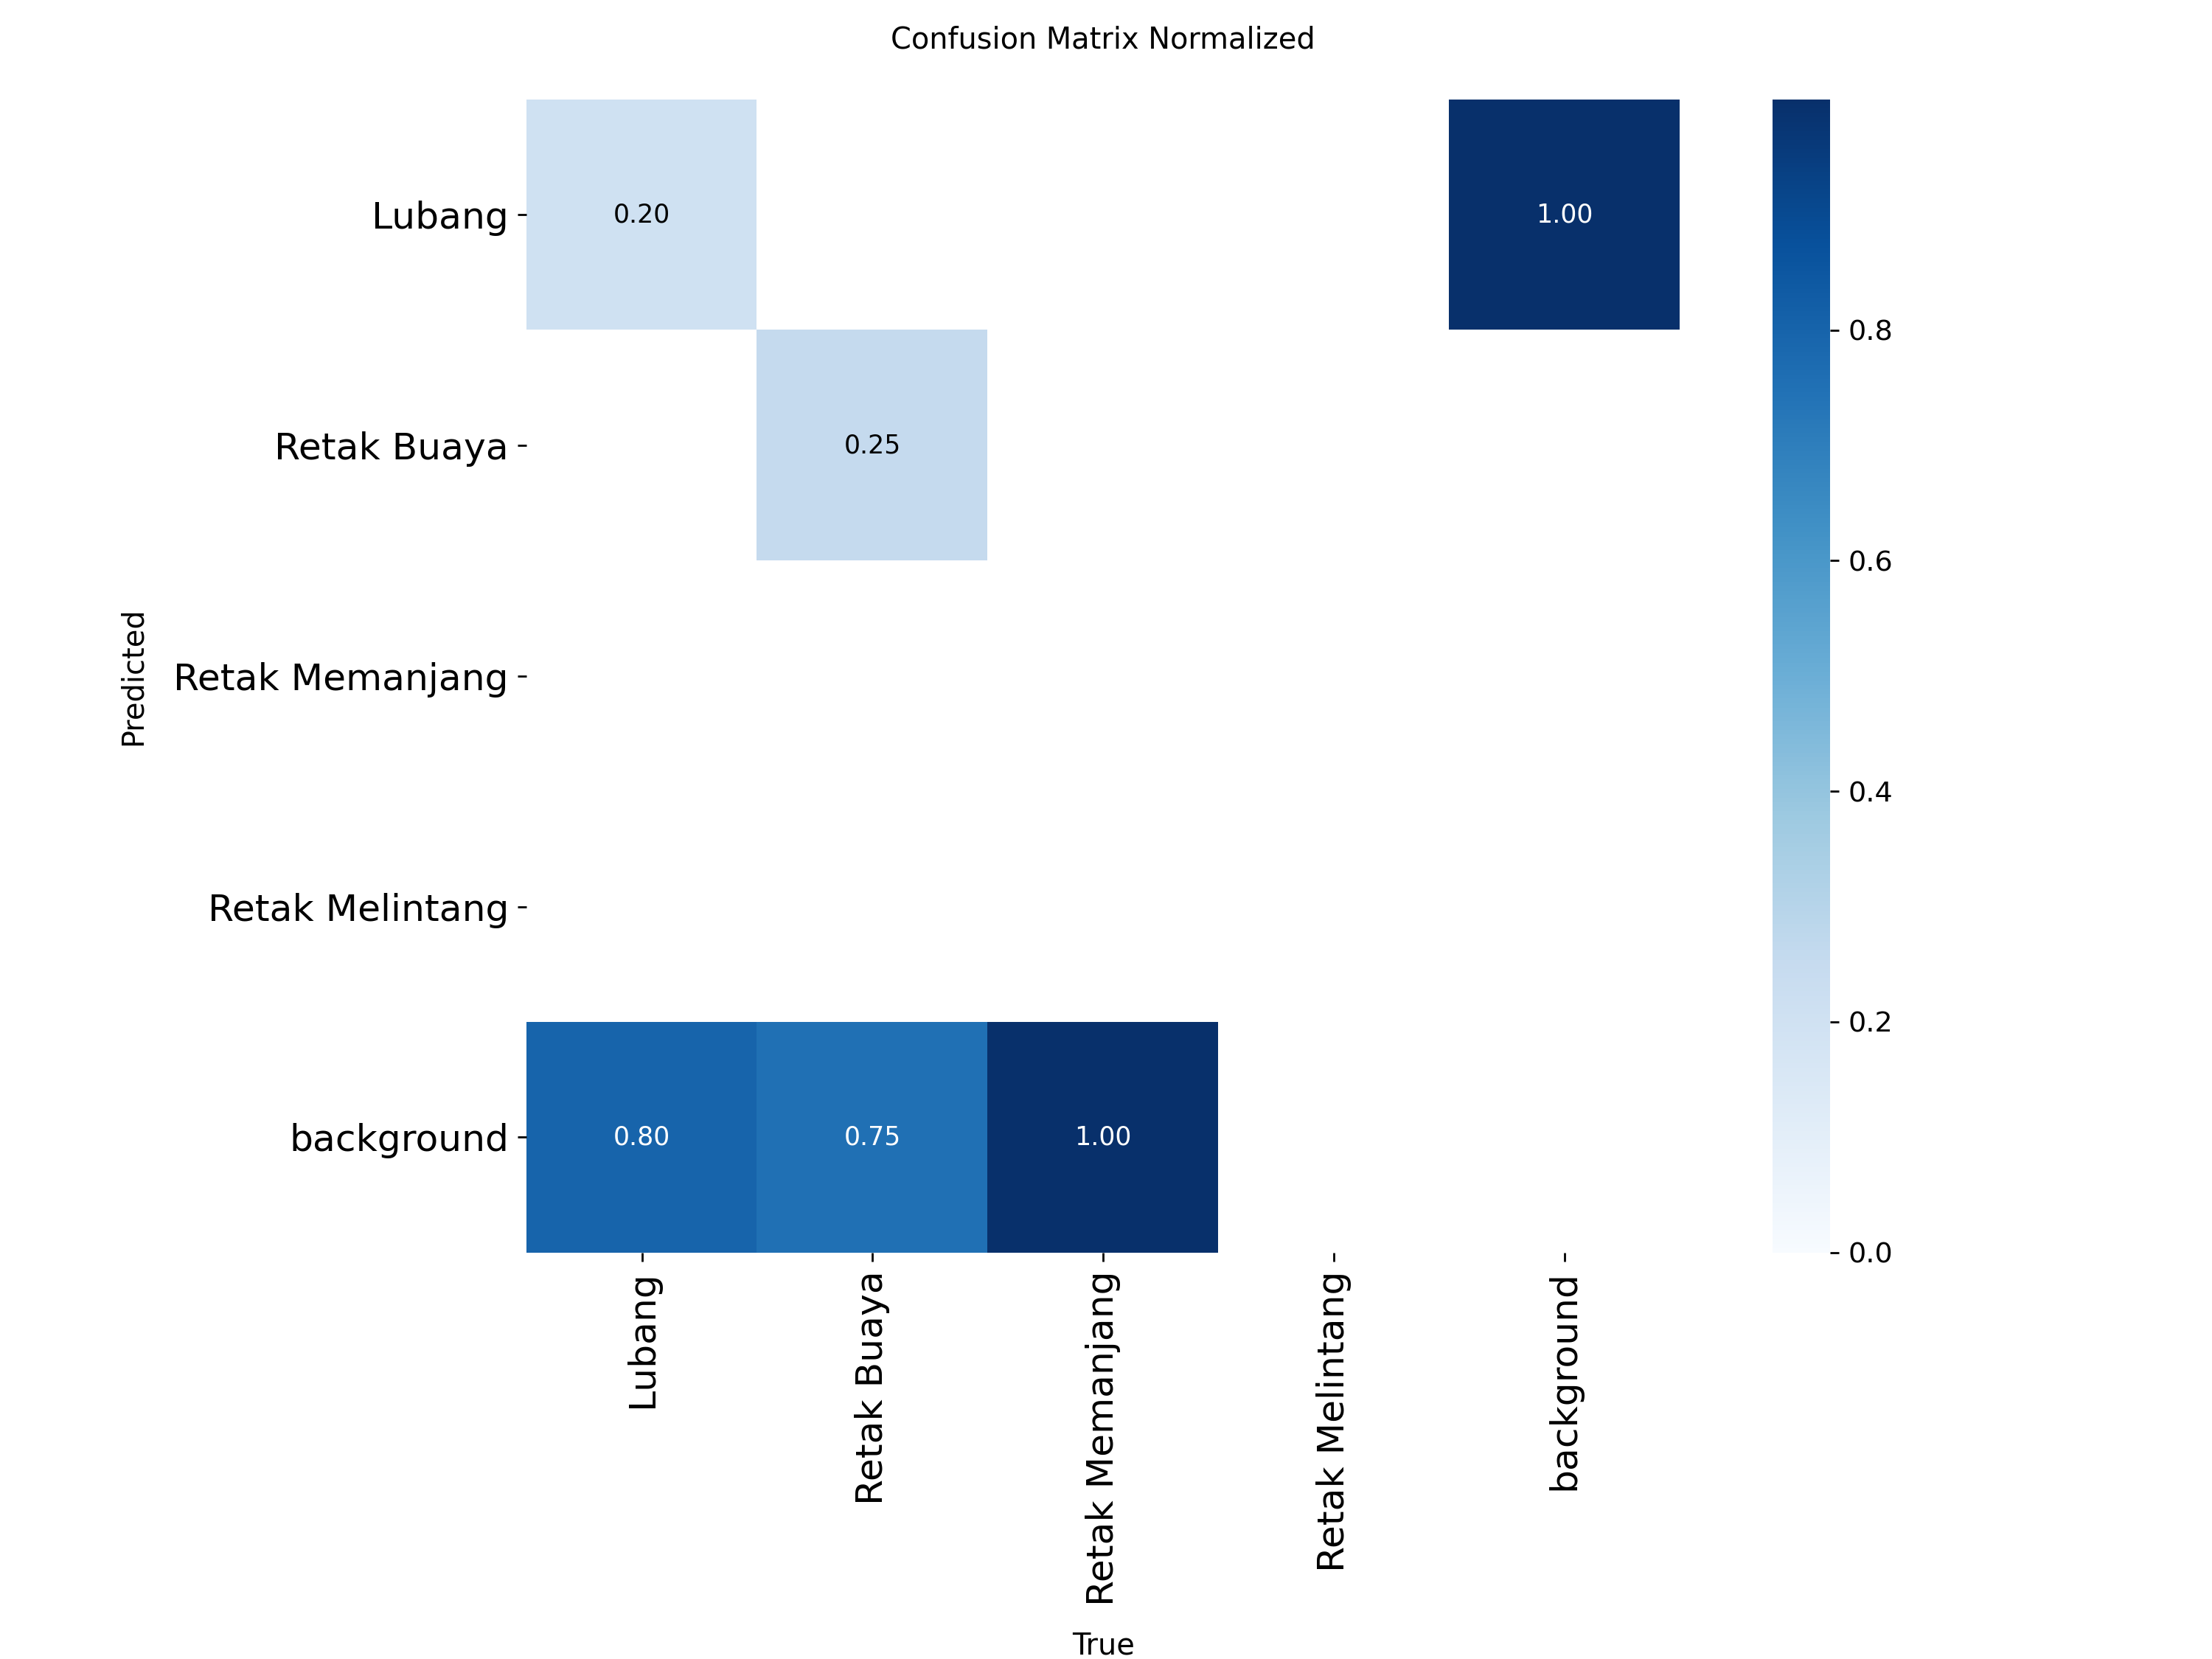 Confusion Matrix Normalized
Predicted
Lubang
0.20
1.00
Retak Buaya
0.25
Retak Memanjang
Retak Melintang
background
0.80
0.75
1.00
Lubang
Retak Buaya
Retak Memanjang
Retak Melintang
background
True
0.8
0.6
0.4
0.2
0.0